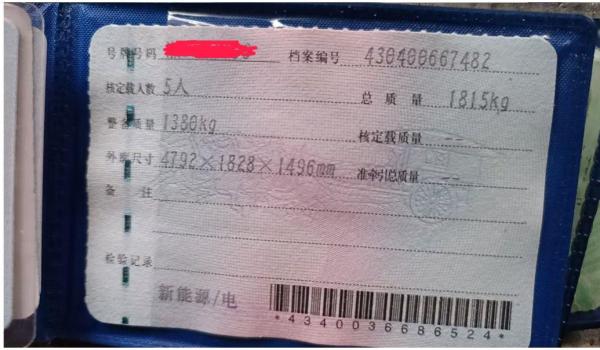 号牌号码 档案编号 430400667482
核定载人数 5人 总质量 1815kg
整备质量 1380kg 核定载质量 --
外廓尺寸 4792×1828×1496mm 准牵引总质量 --
备注
检验记录
新能源/电
*4340036686524*